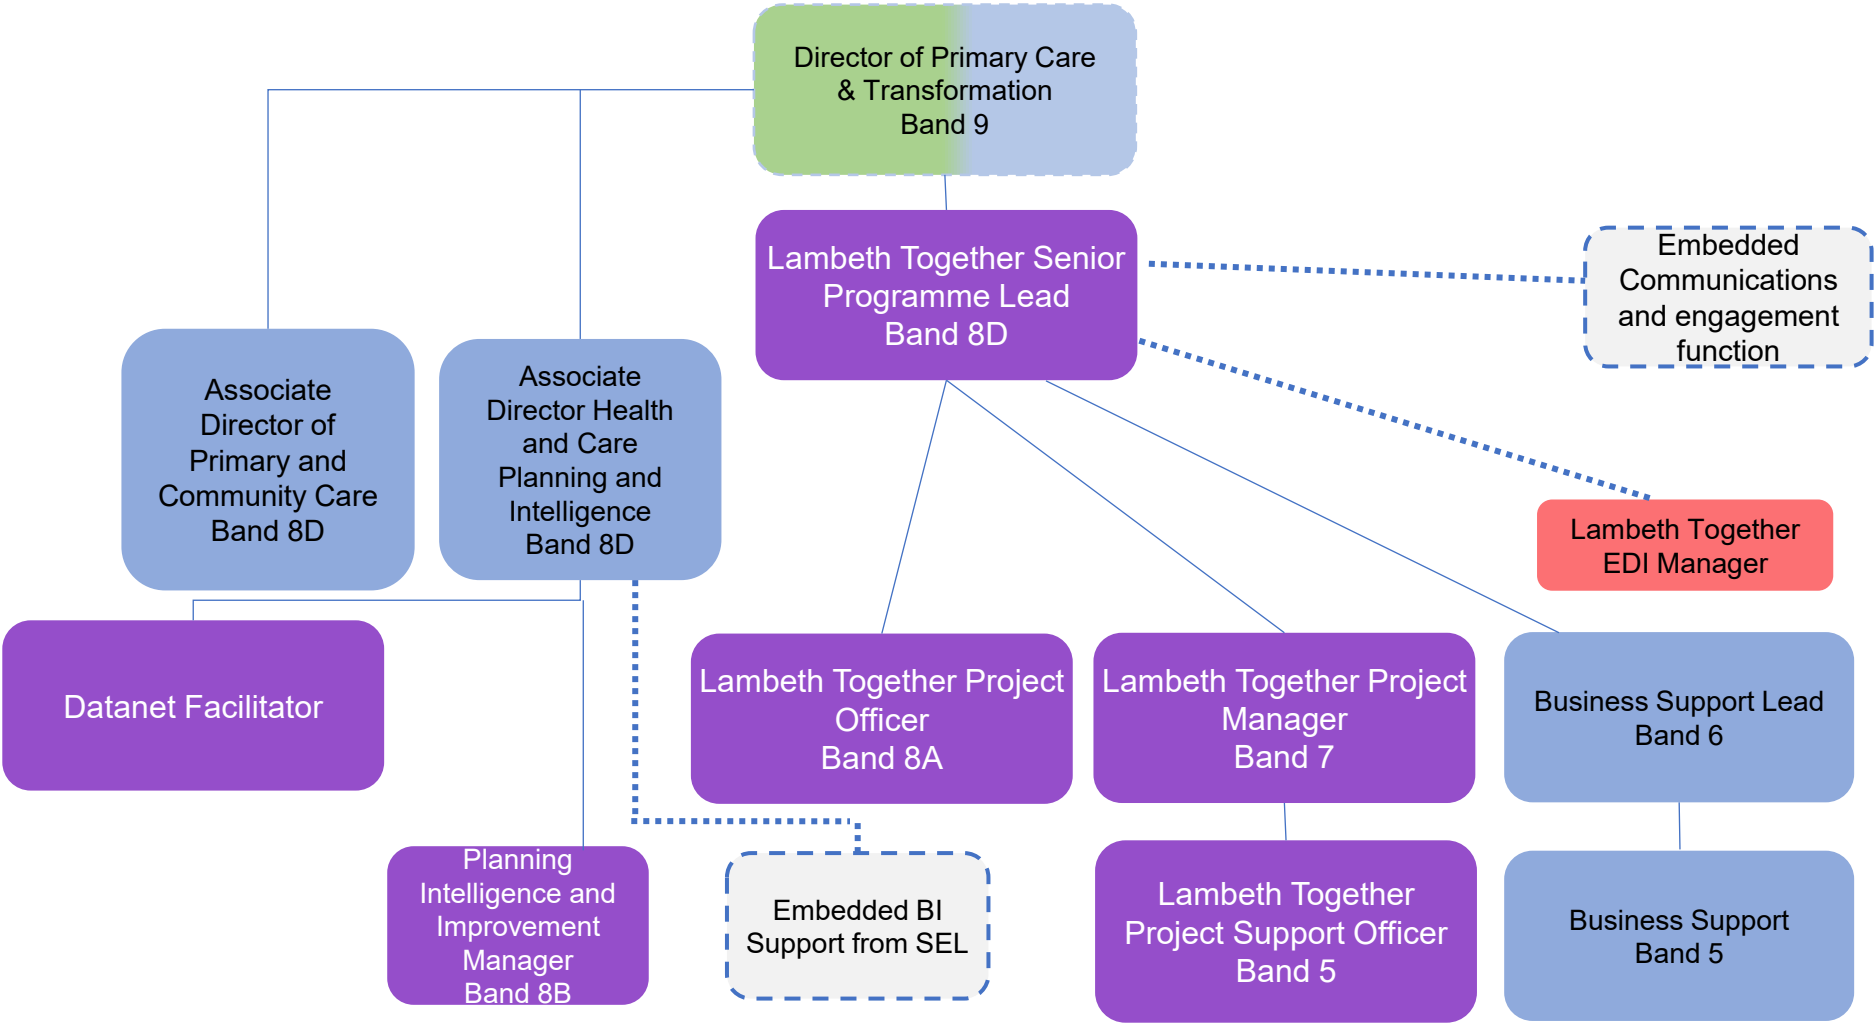 Director of Primary Care
& Transformation
Band 9
Lambeth Together Senior
Programme Lead
Band 8D
Embedded
Communications
and engagement
function
Associate
Director of
Primary and
Community Care
Band 8D
Associate
Director Health
and Care
Planning and
Intelligence
Band 8D
Lambeth Together
EDI Manager
Datanet Facilitator
Lambeth Together Project
Officer
Band 8A
Lambeth Together Project
Manager
Band 7
Business Support Lead
Band 6
Planning
Intelligence and
Improvement
Manager
Band 8B
Embedded BI
Support from SEL
Lambeth Together
Project Support Officer
Band 5
Business Support
Band 5